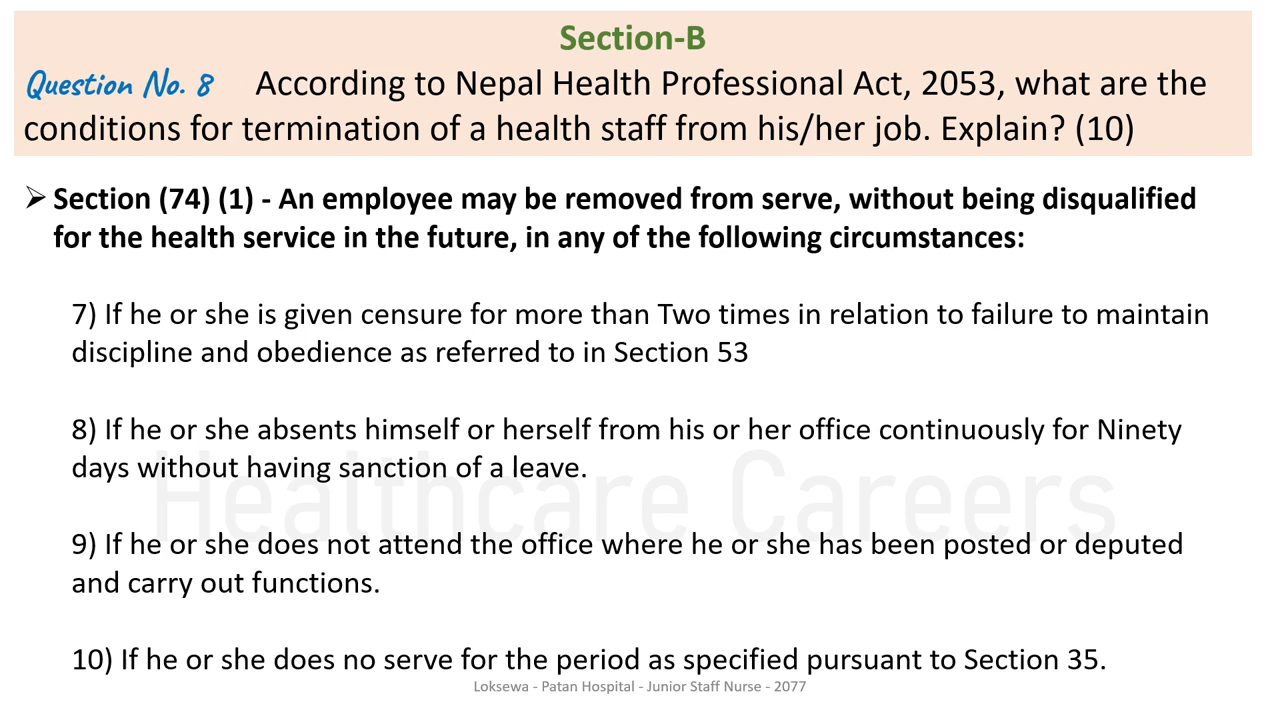 Section-B
Question No. 8 According to Nepal Health Professional Act, 2053, what are the
conditions for termination of a health staff from his/her job. Explain? (10)
➢ Section (74) (1) - An employee may be removed from serve, without being disqualified
for the health service in the future, in any of the following circumstances:
7) If he or she is given censure for more than Two times in relation to failure to maintain
discipline and obedience as referred to in Section 53
8) If he or she absents himself or herself from his or her office continuously for Ninety
days without having sanction of a leave.
Healthcare Careers
9) If he or she does not attend the office where he or she has been posted or deputed
and carry out functions.
10) If he or she does no serve for the period as specified pursuant to Section 35.
Loksewa - Patan Hospital - Junior Staff Nurse - 2077